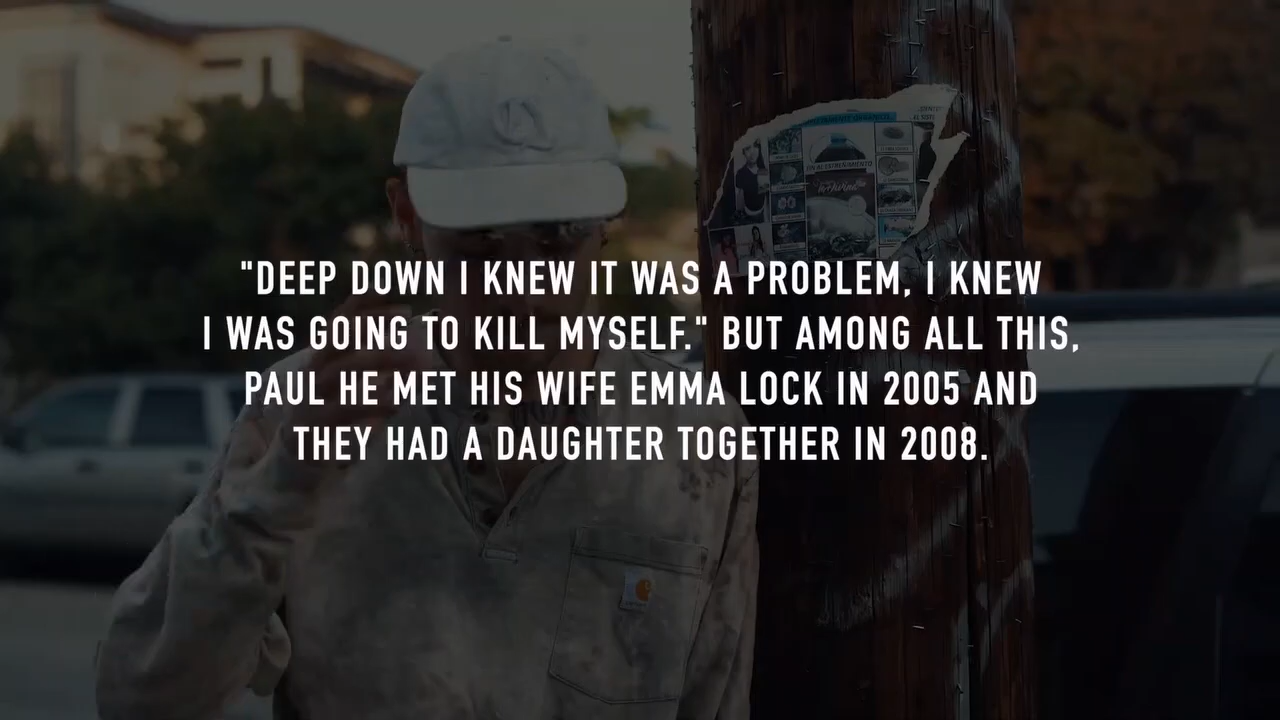 "DEEP DOWN I KNEW IT WAS A PROBLEM, I KNEW
I WAS GOING TO KILL MYSELF." BUT AMONG ALL THIS,
PAUL HE MET HIS WIFE EMMA LOCK IN 2005 AND
THEY HAD A DAUGHTER TOGETHER IN 2008.